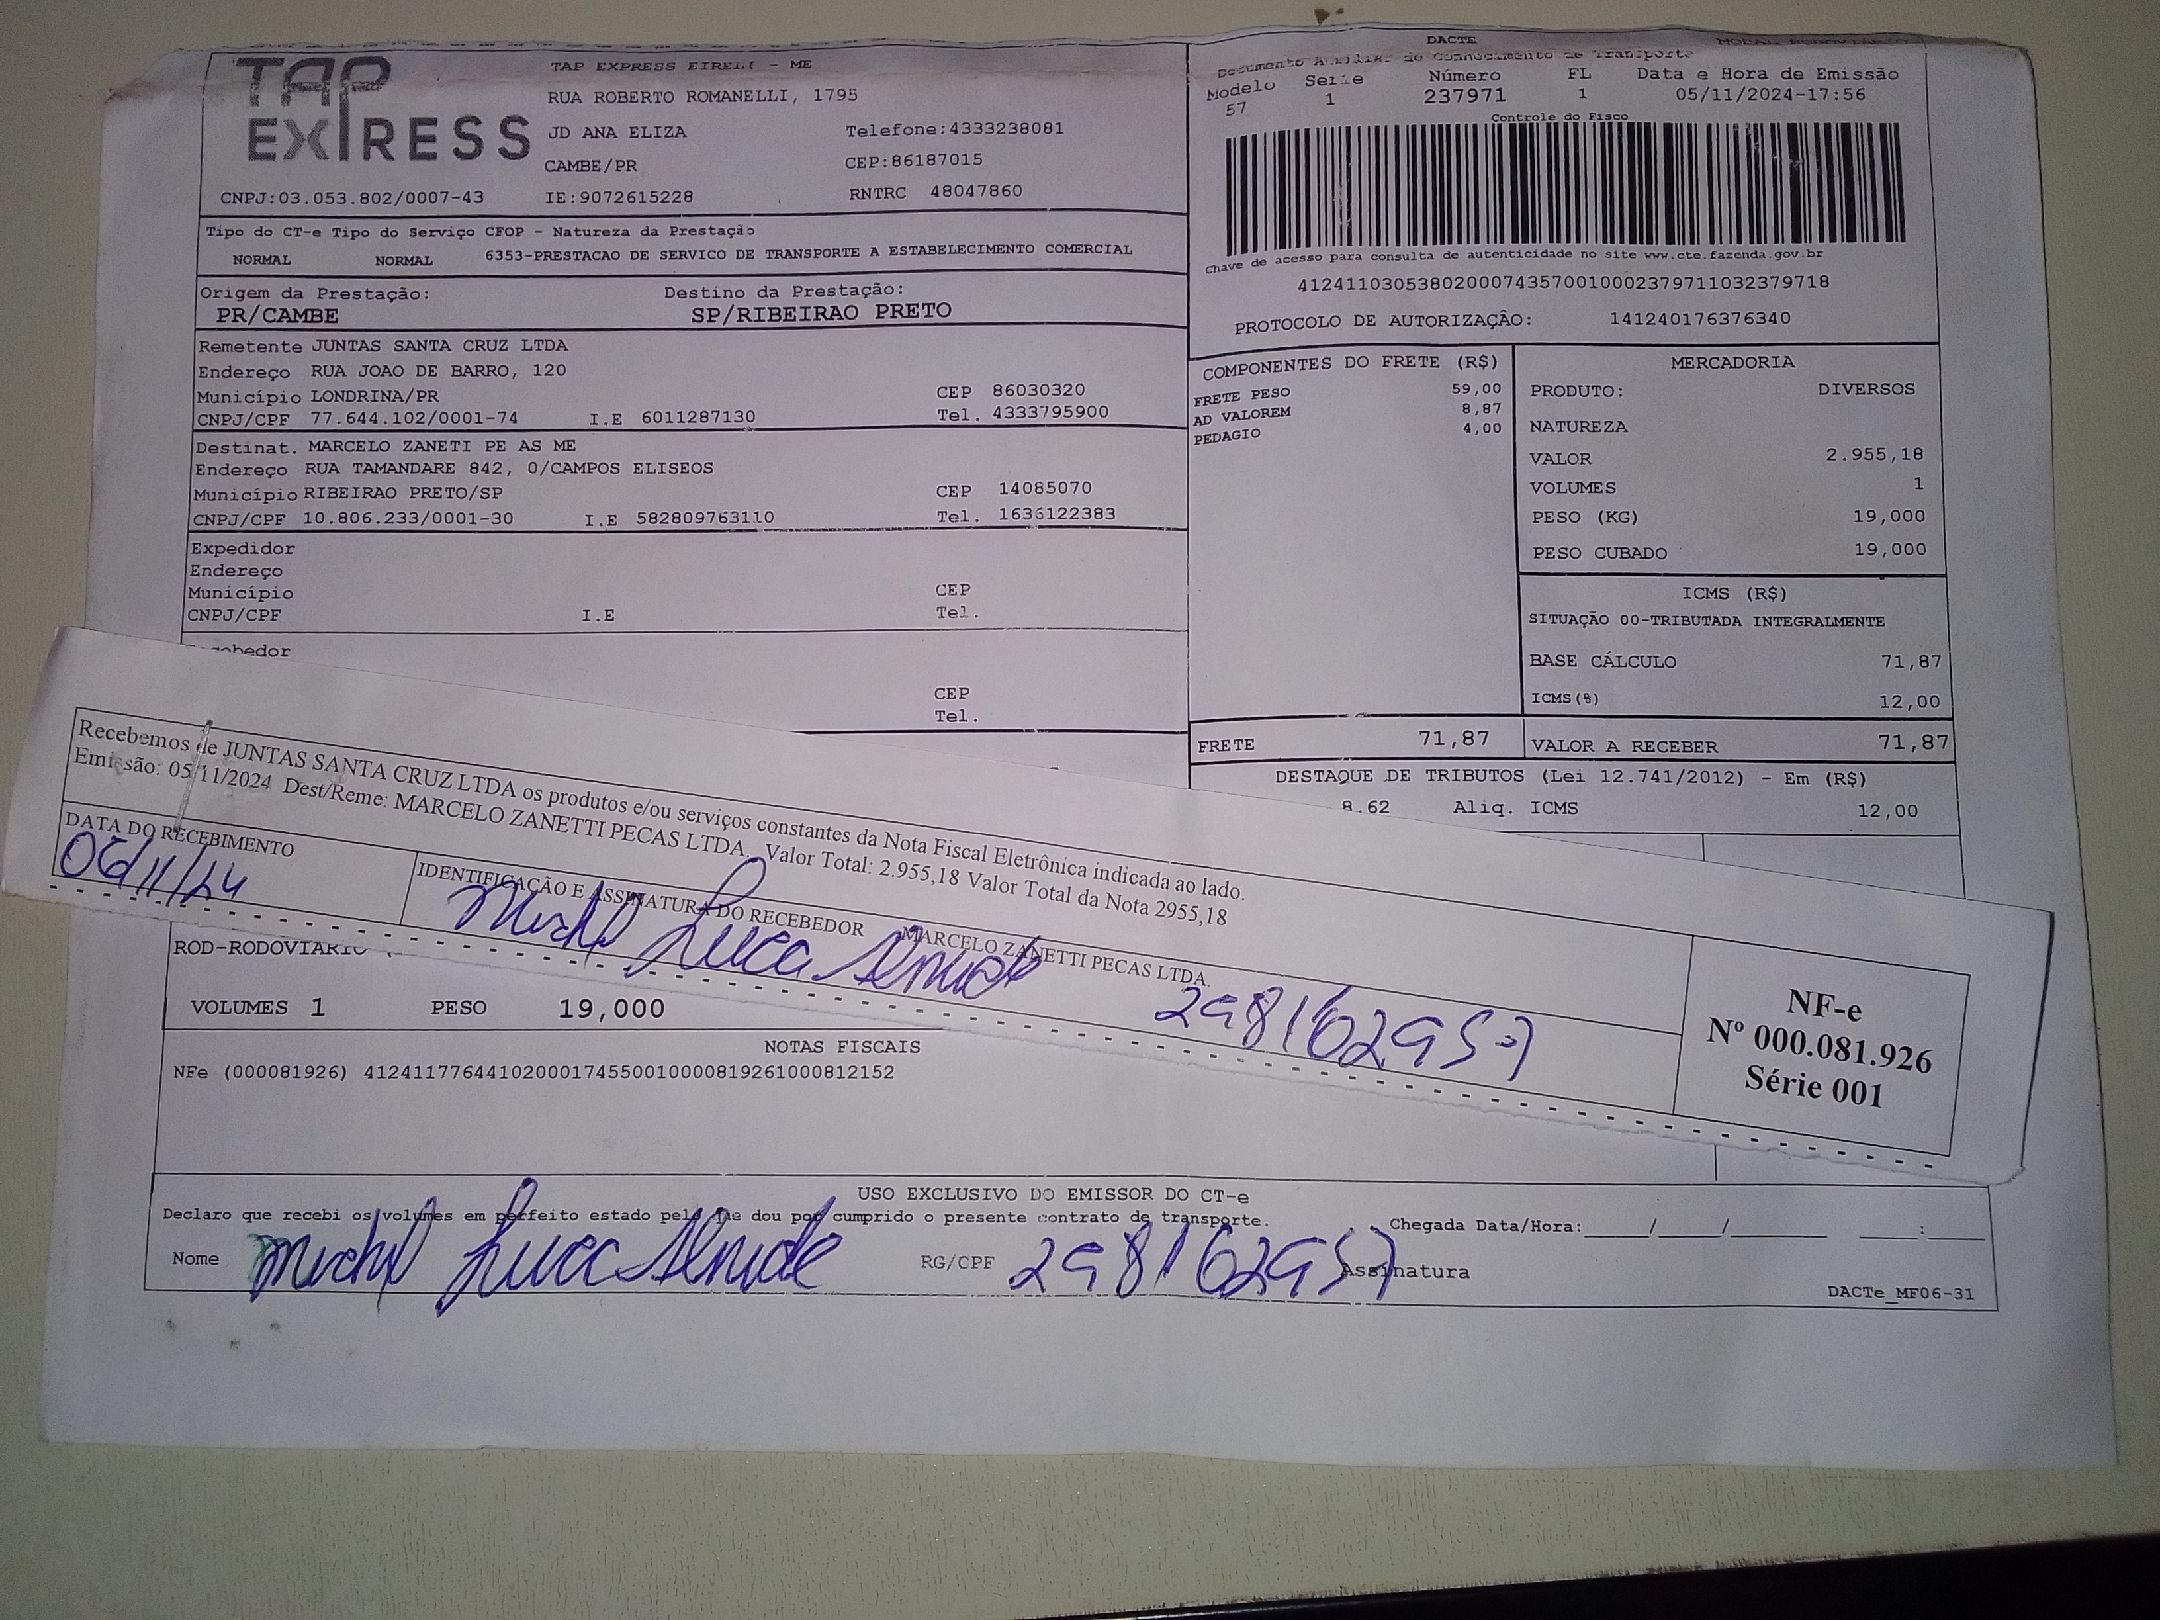 TAP EXPRESS
TAP EXPRESS EIRELI - ME
RUA ROBERTO ROMANELLI, 1795
JD ANA ELIZA Telefone:4333238081
CAMBE/PR CEP:86187015
CNPJ:03.053.802/0007-43 IE:9072615228 RNTRC 48047860
Tipo do CT-e Tipo do Serviço CFOP - Natureza da Prestação
NORMAL NORMAL 6353-PRESTACAO DE SERVICO DE TRANSPORTE A ESTABELECIMENTO COMERCIAL
Origem da Prestação: Destino da Prestação:
PR/CAMBE SP/RIBEIRAO PRETO
Remetente JUNTAS SANTA CRUZ LTDA
Endereço RUA JOAO DE BARRO, 120
Município LONDRINA/PR CEP 86030320
CNPJ/CPF 77.644.102/0001-74 I.E 6011287130 Tel. 4333795900
Destinat. MARCELO ZANETI PE AS ME
Endereço RUA TAMANDARE 842, 0/CAMPOS ELISEOS
Município RIBEIRAO PRETO/SP CEP 14085070
CNPJ/CPF 10.806.233/0001-30 I.E 582809763110 Tel. 1636122383
Expedidor
Endereço
Município CEP
CNPJ/CPF I.E Tel.
CEP
Tel.
DACTE
Documento Auxiliar do Conhecimento de Transporte
Modelo Serie Número FL Data e Hora de Emissão
57 1 237971 1 05/11/2024-17:56
Controle do Fisco
Chave de acesso para consulta de autenticidade no site www.cte.fazenda.gov.br
41241103053802000743570010002379711032379718
PROTOCOLO DE AUTORIZAÇÃO: 141240176376340
COMPONENTES DO FRETE (R$)
FRETE PESO 59,00
AD VALOREM 8,87
PEDAGIO 4,00
MERCADORIA
PRODUTO: DIVERSOS
NATUREZA
VALOR 2.955,18
VOLUMES 1
PESO (KG) 19,000
PESO CUBADO 19,000
ICMS (R$)
SITUAÇÃO 00-TRIBUTADA INTEGRALMENTE
BASE CÁLCULO 71,87
ICMS(%) 12,00
FRETE 71,87 VALOR A RECEBER 71,87
DESTAQUE DE TRIBUTOS (Lei 12.741/2012) - Em (R$)
8.62 Aliq. ICMS 12,00
Recebemos de JUNTAS SANTA CRUZ LTDA os produtos e/ou serviços constantes da Nota Fiscal Eletrônica indicada ao lado.
Emissão: 05/11/2024 Dest/Reme: MARCELO ZANETTI PECAS LTDA. Valor Total: 2.955,18 Valor Total da Nota 2955,18
DATA DO RECEBIMENTO IDENTIFICAÇÃO E ASSINATURA DO RECEBEDOR MARCELO ZANETTI PECAS LTDA.
06/11/24 298162957
NF-e
Nº 000.081.926
Série 001
ROD-RODOVIARIO
VOLUMES 1 PESO 19,000
NOTAS FISCAIS
NFe (000081926) 41241177644102000174550010000819261000812152
USO EXCLUSIVO DO EMISSOR DO CT-e
Declaro que recebi os volumes em perfeito estado pelo que dou por cumprido o presente contrato de transporte. Chegada Data/Hora:____/____/____ ____:____
Nome RG/CPF 298162957 Assinatura
DACTe_MF06-31